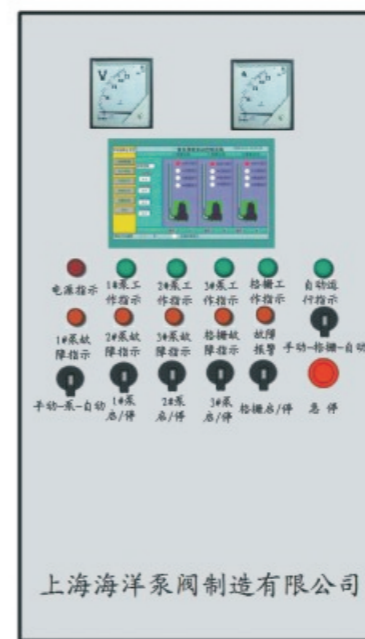 V
A
电源指示
1#泵工
作指示
2#泵工
作指示
3#泵工
作指示
格栅工
作指示
自动运
行指示
1#泵故
障指示
2#泵故
障指示
3#泵故
障指示
格栅故
障指示
故障
报警
手动-格栅-自动
手动-泵-自动
1#泵
启/停
2#泵
启/停
3#泵
启/停
格栅启/停
急停
上海海洋泵阀制造有限公司